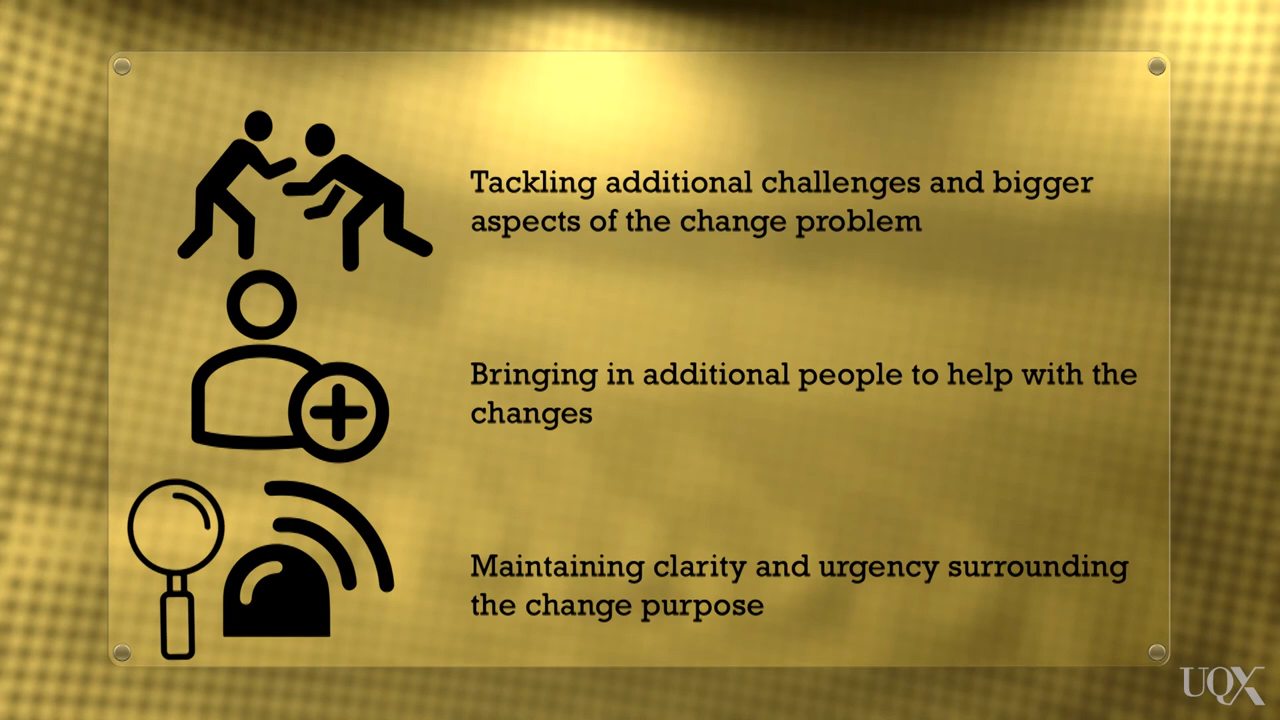 Tackling additional challenges and bigger
aspects of the change problem
Bringing in additional people to help with the
changes
Maintaining clarity and urgency surrounding
the change purpose
UQX